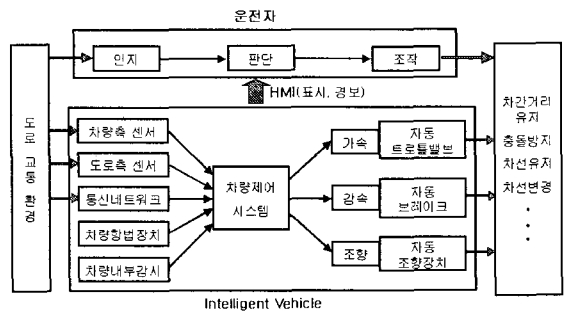 운전자
인지
판단
조작
HMI(표시, 경보)
도로 교통 환경
차량측 센서
도로측 센서
통신네트워크
차량항법장치
차량내부감시
차량제어
시스템
가속
자동
트로틀밸브
감속
자동
브레이크
조향
자동
조향장치
차간거리
유지
충돌방지
차선유지
차선변경
Intelligent Vehicle